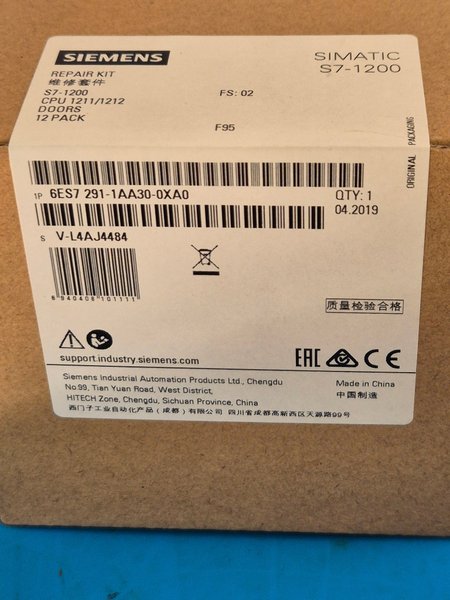 SIEMENS
SIMATIC
S7-1200
REPAIR KIT
维修套件
S7-1200
CPU 1211/1212
DOORS
12 PACK
FS: 02
F95
ORIGINAL PACKAGING
1P 6ES7 291-1AA30-0XA0
QTY: 1
04.2019
S V-L4AJ4484
6940408101111
质量检验合格
support.industry.siemens.com
EAC CE
Siemens Industrial Automation Products Ltd., Chengdu
No.99, Tian Yuan Road, West District,
HITECH Zone, Chengdu, Sichuan Province, China
西门子工业自动化产品（成都）有限公司 四川省成都高新西区天源路99号
Made in China
中国制造